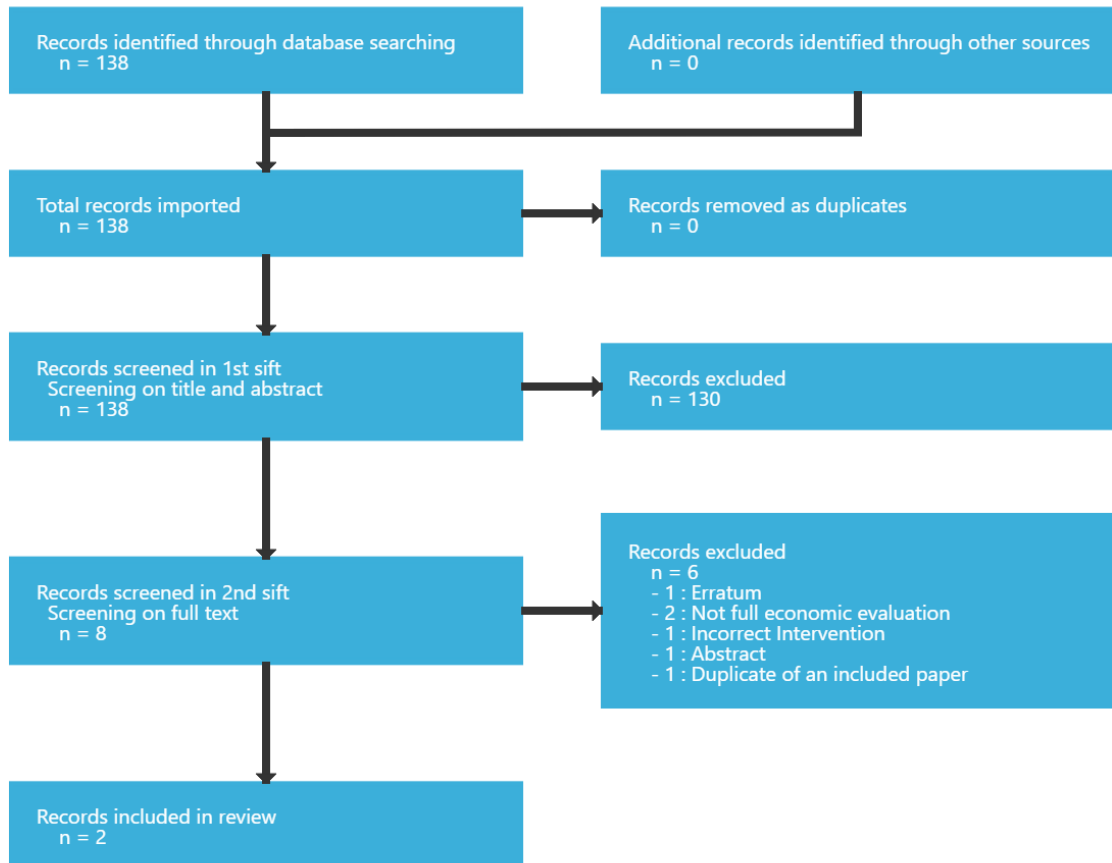 Records identified through database searching
n = 138
Additional records identified through other sources
n = 0
Total records imported
n = 138
Records removed as duplicates
n = 0
Records screened in 1st sift
Screening on title and abstract
n = 138
Records excluded
n = 130
Records screened in 2nd sift
Screening on full text
n = 8
Records excluded
n = 6
- 1 : Erratum
- 2 : Not full economic evaluation
- 1 : Incorrect Intervention
- 1 : Abstract
- 1 : Duplicate of an included paper
Records included in review
n = 2